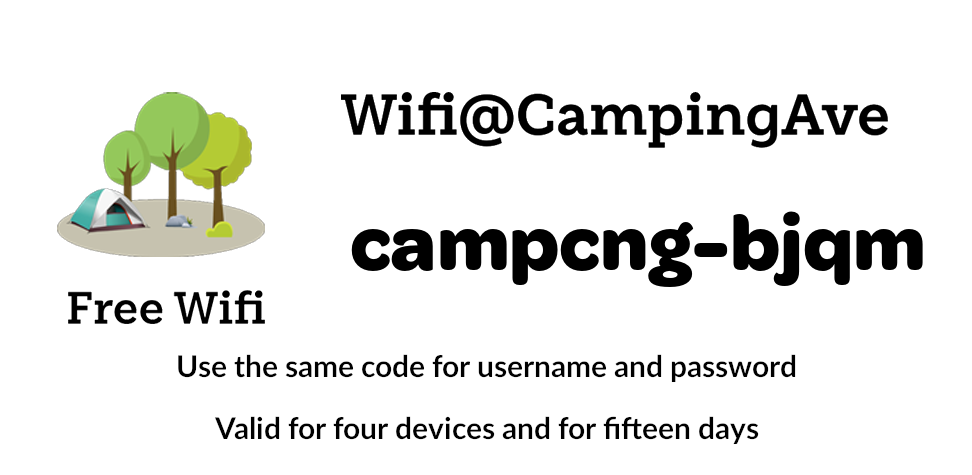 Wifi@CampingAve
campcng-bjqm
Free Wifi
Use the same code for username and password
Valid for four devices and for fifteen days